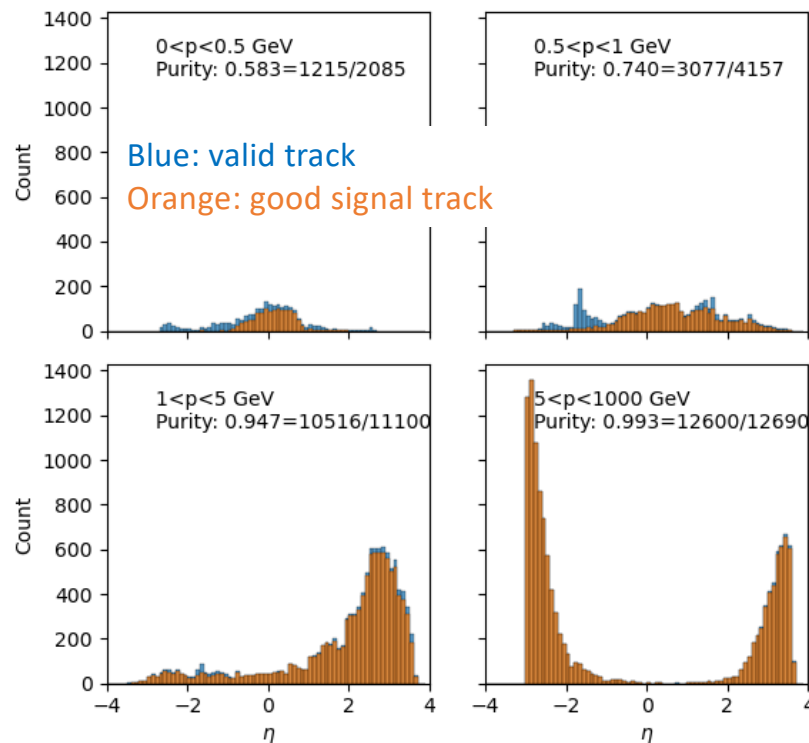 0<p<0.5 GeV
Purity: 0.583=1215/2085
0.5<p<1 GeV
Purity: 0.740=3077/4157
Blue: valid track
Orange: good signal track
Count
1400
1200
1000
800
600
400
200
0
1<p<5 GeV
Purity: 0.947=10516/11100
5<p<1000 GeV
Purity: 0.993=12600/12690
Count
1400
1200
1000
800
600
400
200
0
−4 −2 0 2 4
−4 −2 0 2 4
η
η